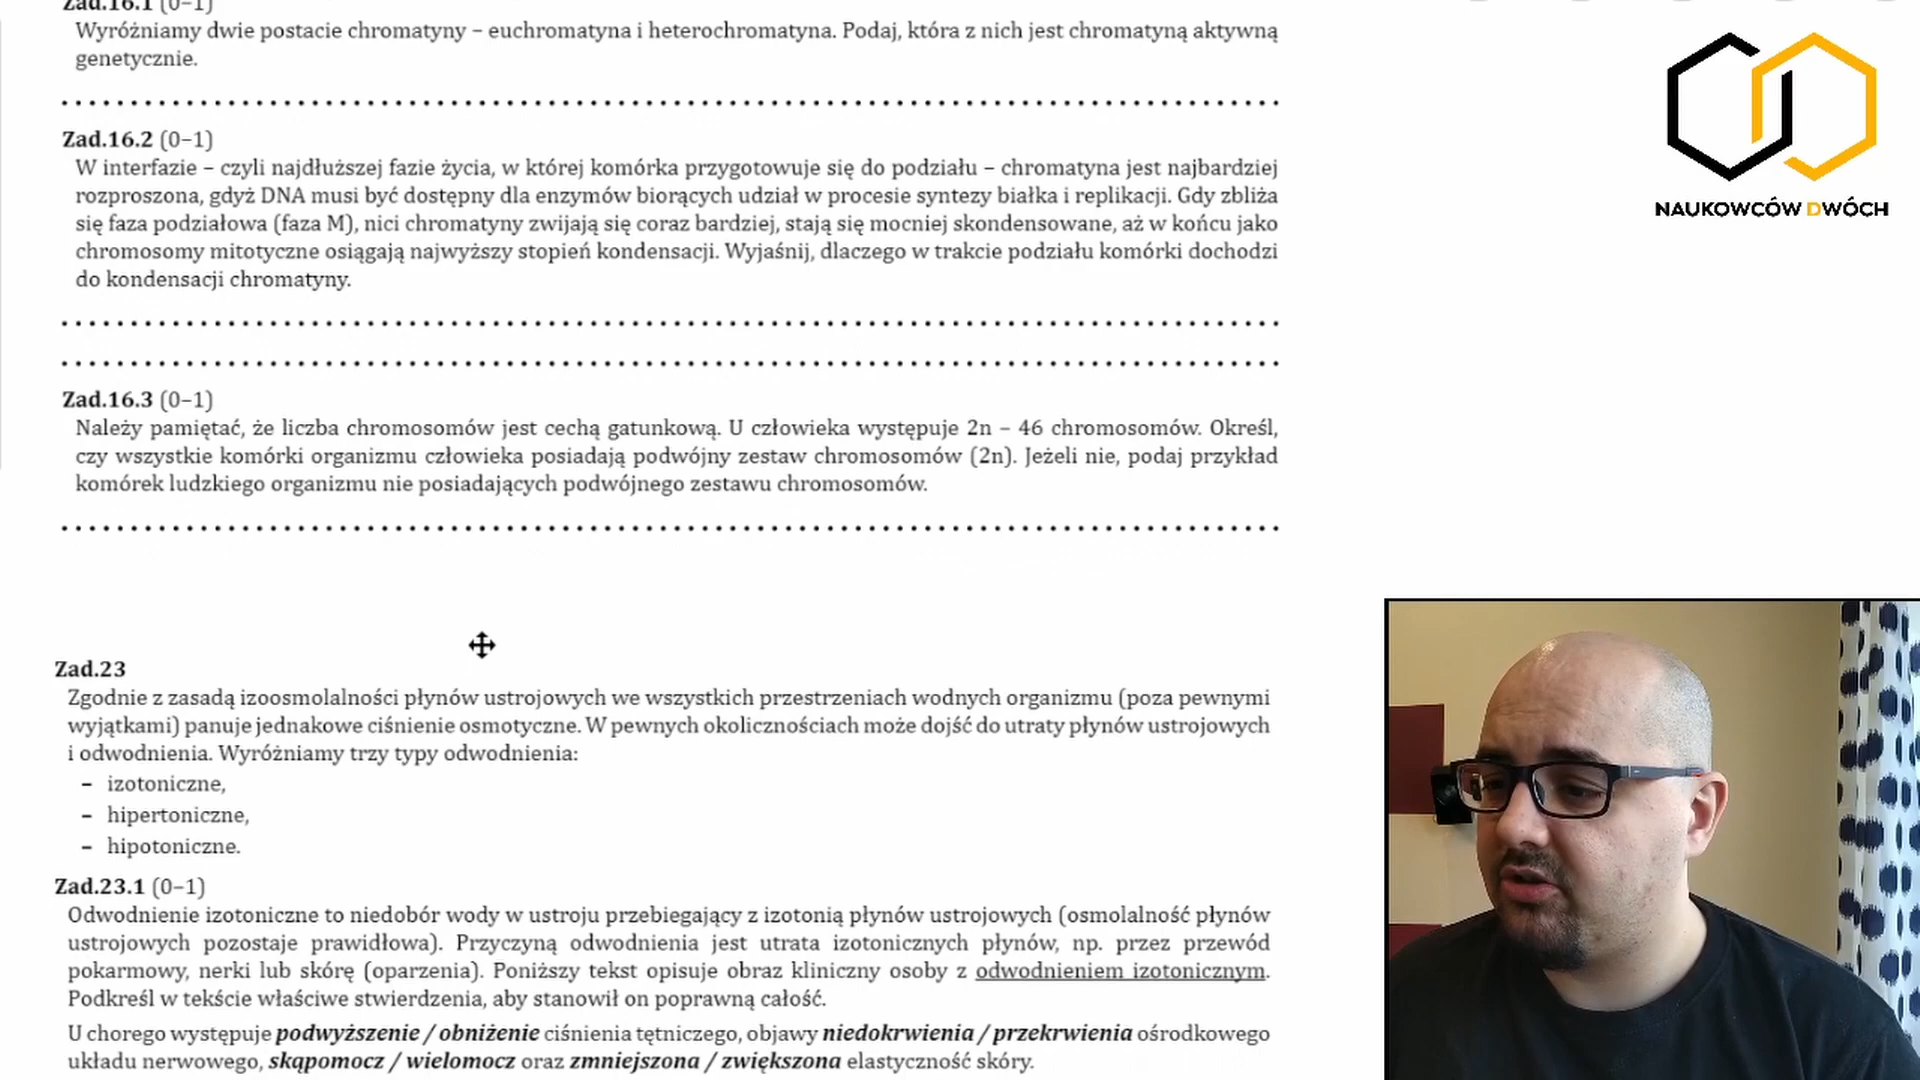 Zad.16.1 (0–1)
Wyróżniamy dwie postacie chromatyny – euchromatyna i heterochromatyna. Podaj, która z nich jest chromatyną aktywną
genetycznie.
Zad.16.2 (0–1)
W interfazie – czyli najdłuższej fazie życia, w której komórka przygotowuje się do podziału – chromatyna jest najbardziej
rozproszona, gdyż DNA musi być dostępny dla enzymów biorących udział w procesie syntezy białka i replikacji. Gdy zbliża
się faza podziałowa (faza M), nici chromatyny zwijają się coraz bardziej, stają się mocniej skondensowane, aż w końcu jako
chromosomy mitotyczne osiągają najwyższy stopień kondensacji. Wyjaśnij, dlaczego w trakcie podziału komórki dochodzi
do kondensacji chromatyny.
Zad.16.3 (0–1)
Należy pamiętać, że liczba chromosomów jest cechą gatunkową. U człowieka występuje 2n – 46 chromosomów. Określ,
czy wszystkie komórki organizmu człowieka posiadają podwójny zestaw chromosomów (2n). Jeżeli nie, podaj przykład
komórek ludzkiego organizmu nie posiadających podwójnego zestawu chromosomów.
Zad.23
Zgodnie z zasadą izoosmolalności płynów ustrojowych we wszystkich przestrzeniach wodnych organizmu (poza pewnymi
wyjątkami) panuje jednakowe ciśnienie osmotyczne. W pewnych okolicznościach może dojść do utraty płynów ustrojowych
i odwodnienia. Wyróżniamy trzy typy odwodnienia:
– izotoniczne,
– hipertoniczne,
– hipotoniczne.
Zad.23.1 (0–1)
Odwodnienie izotoniczne to niedobór wody w ustroju przebiegający z izotonią płynów ustrojowych (osmolalność płynów
ustrojowych pozostaje prawidłowa). Przyczyną odwodnienia jest utrata izotonicznych płynów, np. przez przewód
pokarmowy, nerki lub skórę (oparzenia). Poniższy tekst opisuje obraz kliniczny osoby z odwodnieniem izotonicznym.
Podkreśl w tekście właściwe stwierdzenia, aby stanowił on poprawną całość.
U chorego występuje podwyższenie / obniżenie ciśnienia tętniczego, objawy niedokrwienia / przekrwienia ośrodkowego
układu nerwowego, skąpomocz / wielomocz oraz zmniejszona / zwiększona elastyczność skóry.
NAUKOWCÓW DWÓCH